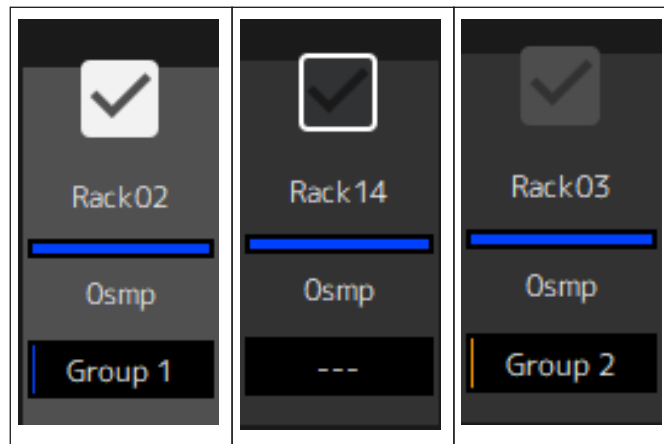 Rack02
0smp
Group 1
Rack14
0smp
---
Rack03
0smp
Group 2